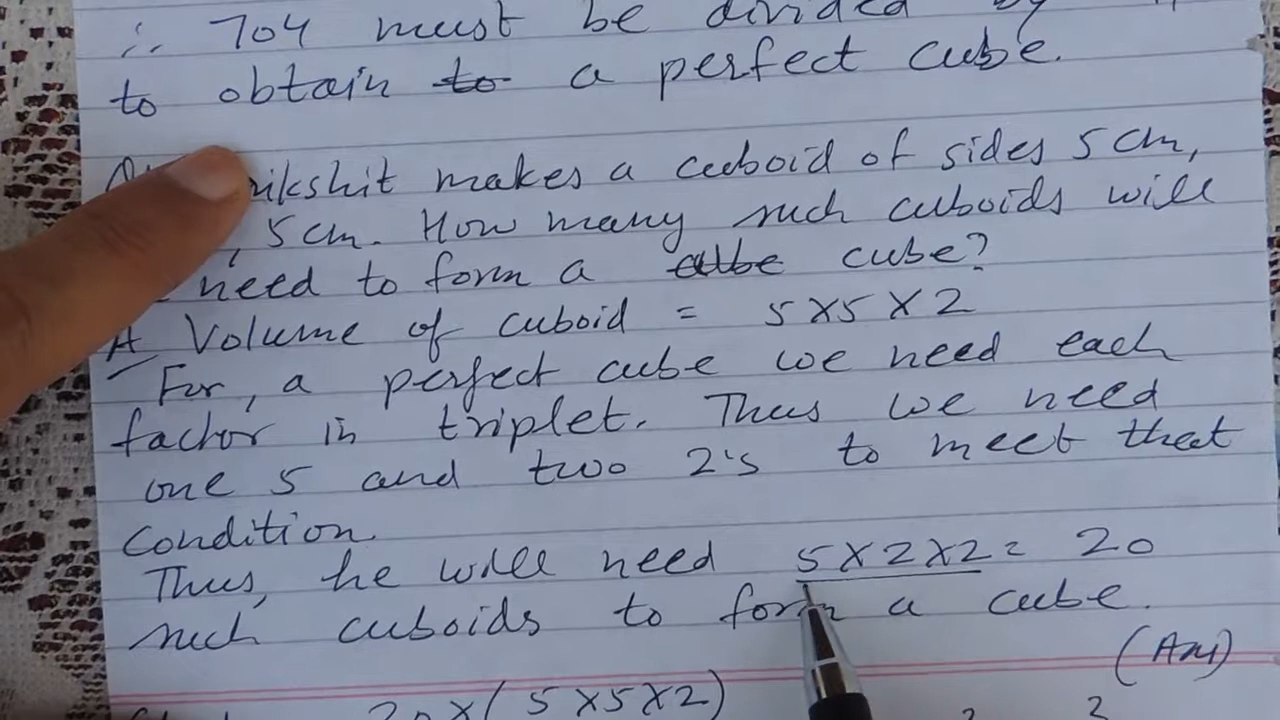 ∴ 704 must be divided by
to obtain to a perfect cube.
ikshit makes a cuboid of sides 5 cm,
, 5 cm. How many such cuboids will
need to form a cube cube?
A Volume of cuboid = 5 × 5 × 2
For, a perfect cube we need each
factor in triplet. Thus we need
one 5 and two 2's to meet that
condition.
Thus, he will need 5 × 2 × 2 = 20
such cuboids to form a cube.
(Ans)
20 × ( 5 × 5 × 2 )